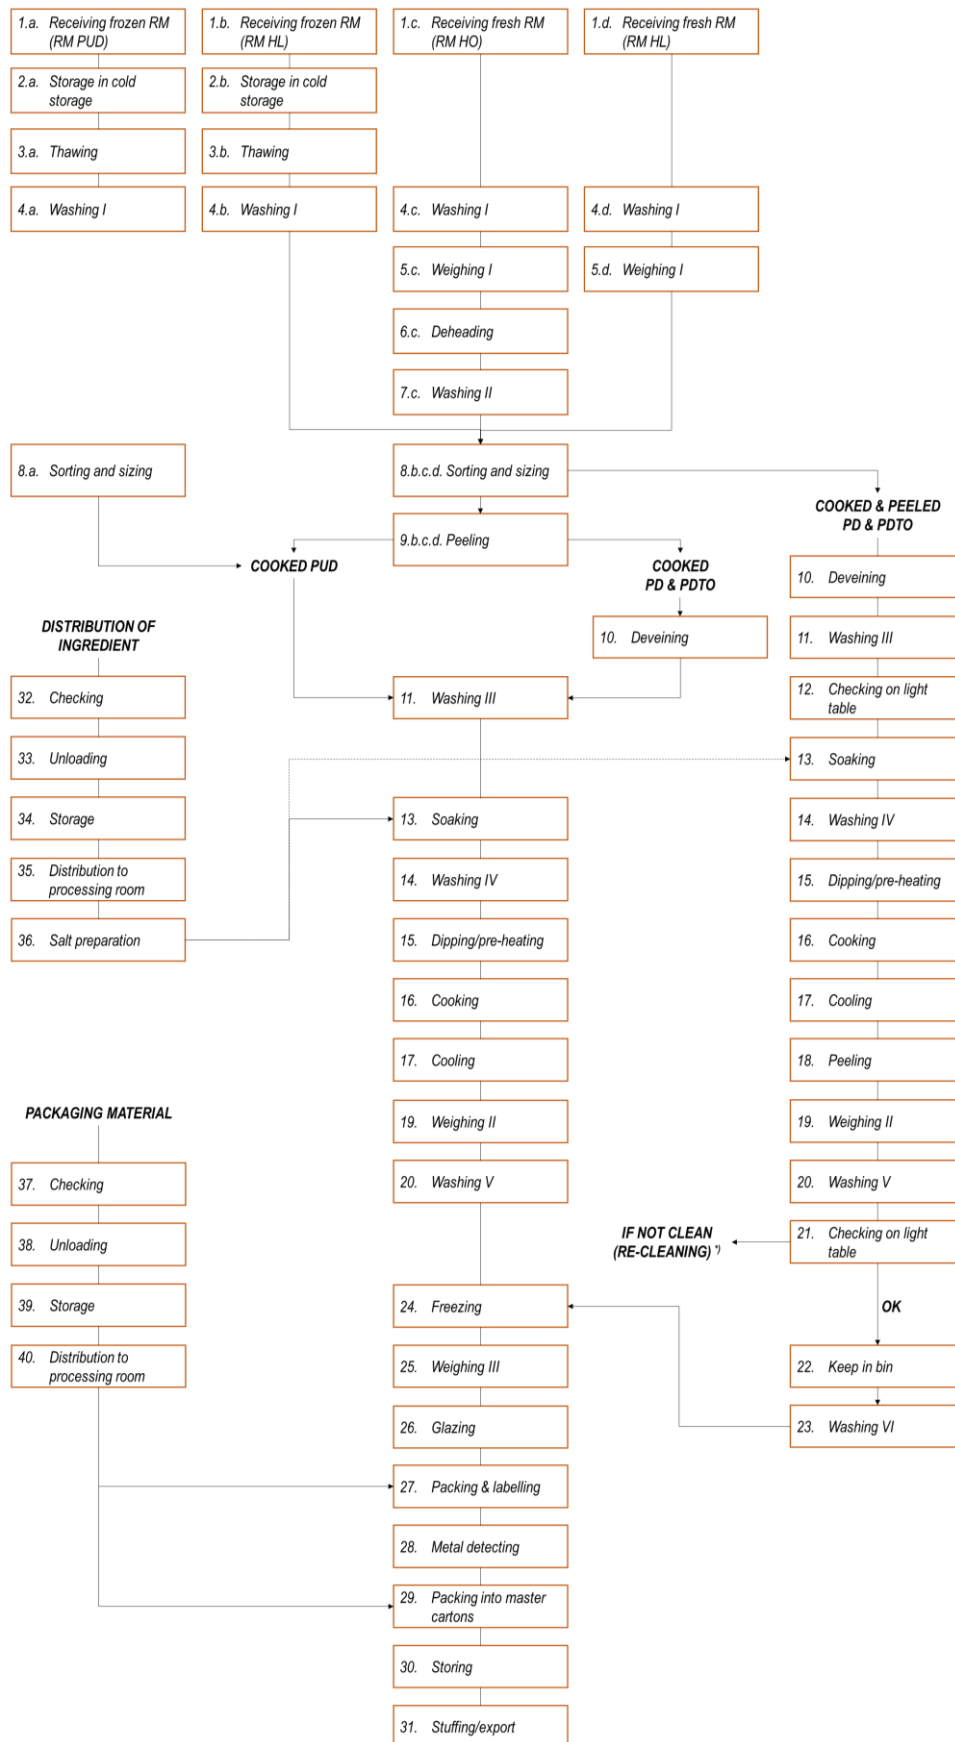 1.a. Receiving frozen RM
(RM PUD)
1.b. Receiving frozen RM
(RM HL)
1.c. Receiving fresh RM
(RM HO)
1.d. Receiving fresh RM
(RM HL)
2.a. Storage in cold
storage
2.b. Storage in cold
storage
3.a. Thawing
3.b. Thawing
4.a. Washing I
4.b. Washing I
4.c. Washing I
4.d. Washing I
5.c. Weighing I
5.d. Weighing I
6.c. Deheading
7.c. Washing II
8.a. Sorting and sizing
8.b.c.d. Sorting and sizing
9.b.c.d. Peeling
COOKED PUD
COOKED
PD & PDTO
10. Deveining
COOKED & PEELED
PD & PDTO
10. Deveining
11. Washing III
12. Checking on light
table
13. Soaking
14. Washing IV
15. Dipping/pre-heating
16. Cooking
17. Cooling
18. Peeling
19. Weighing II
20. Washing V
21. Checking on light
table
IF NOT CLEAN
(RE-CLEANING) *)
OK
22. Keep in bin
23. Washing VI
DISTRIBUTION OF
INGREDIENT
32. Checking
33. Unloading
34. Storage
35. Distribution to
processing room
36. Salt preparation
11. Washing III
13. Soaking
14. Washing IV
15. Dipping/pre-heating
16. Cooking
17. Cooling
19. Weighing II
20. Washing V
24. Freezing
25. Weighing III
26. Glazing
27. Packing & labelling
28. Metal detecting
29. Packing into master
cartons
30. Storing
31. Stuffing/export
PACKAGING MATERIAL
37. Checking
38. Unloading
39. Storage
40. Distribution to
processing room